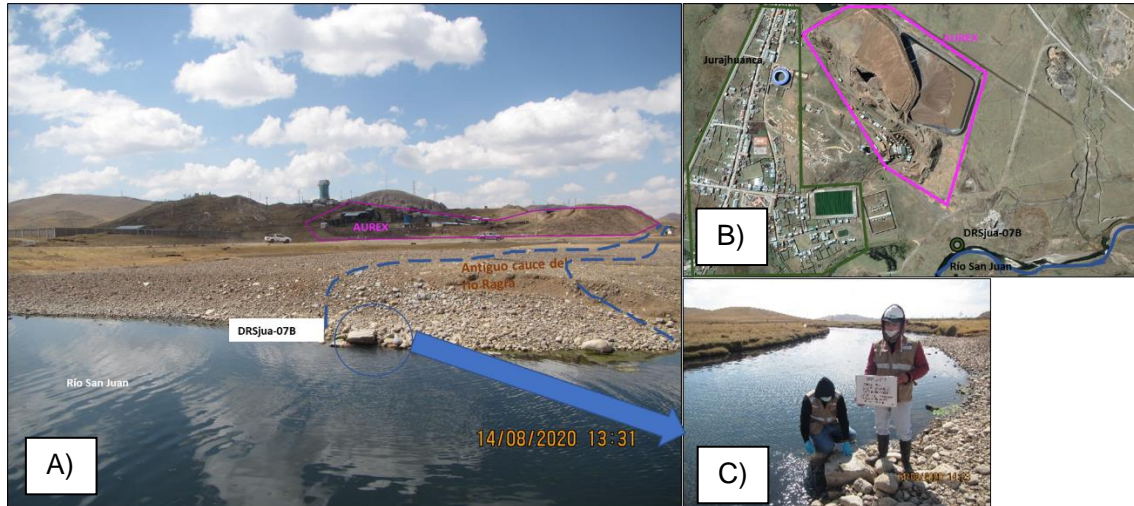 AUREX
Antiguo cauce de
río Ragra
DRSjua-07B
Río San Juan
14/08/2020 13:31
A)
Jurajhuanca
AUREX
DRSjua-07B
Río San Juan
B)
C)